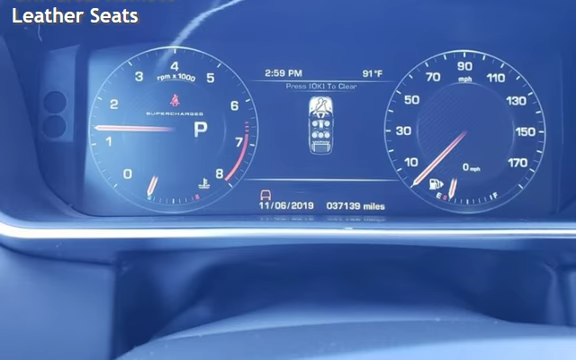 Leather Seats
4
3 5
rpm x 1000
2 6
SUPERCHARGED
1 P 7
0 8
2:59 PM 91°F
Press (OK) To Clear
11/06/2019 037139 miles
90
70 110
mph
50 130
30 150
10 170
0 mph
E F